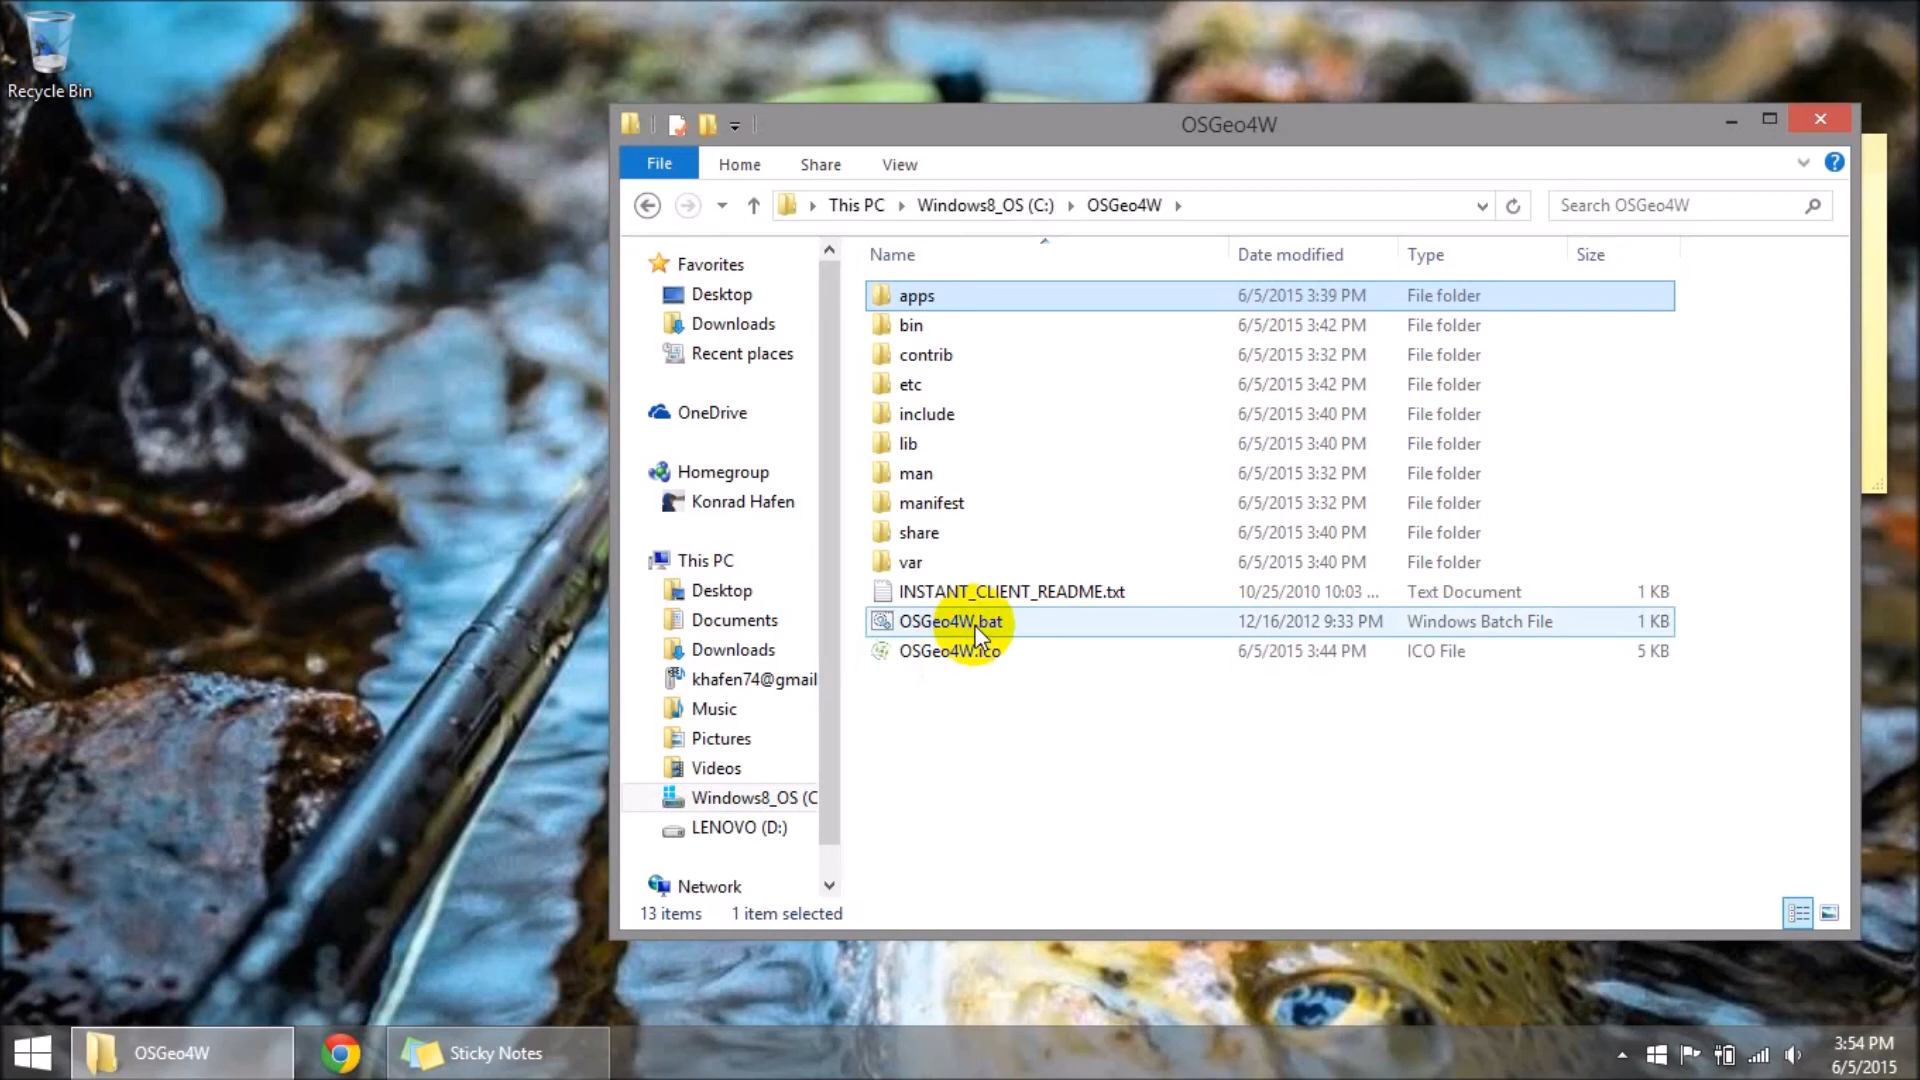 Recycle Bin
OSGeo4W
File Home Share View
This PC Windows8_OS (C:) OSGeo4W
Search OSGeo4W
Name Date modified Type Size
Favorites
Desktop
Downloads
Recent places
OneDrive
Homegroup
Konrad Hafen
This PC
Desktop
Documents
Downloads
khafen74@gmail
Music
Pictures
Videos
Windows8_OS (C
LENOVO (D:)
Network
apps 6/5/2015 3:39 PM File folder
bin 6/5/2015 3:42 PM File folder
contrib 6/5/2015 3:32 PM File folder
etc 6/5/2015 3:42 PM File folder
include 6/5/2015 3:40 PM File folder
lib 6/5/2015 3:40 PM File folder
man 6/5/2015 3:32 PM File folder
manifest 6/5/2015 3:32 PM File folder
share 6/5/2015 3:40 PM File folder
var 6/5/2015 3:40 PM File folder
INSTANT_CLIENT_README.txt 10/25/2010 10:03 ... Text Document 1 KB
OSGeo4W.bat 12/16/2012 9:33 PM Windows Batch File 1 KB
OSGeo4W.ico 6/5/2015 3:44 PM ICO File 5 KB
13 items 1 item selected
OSGeo4W
Sticky Notes
3:54 PM
6/5/2015